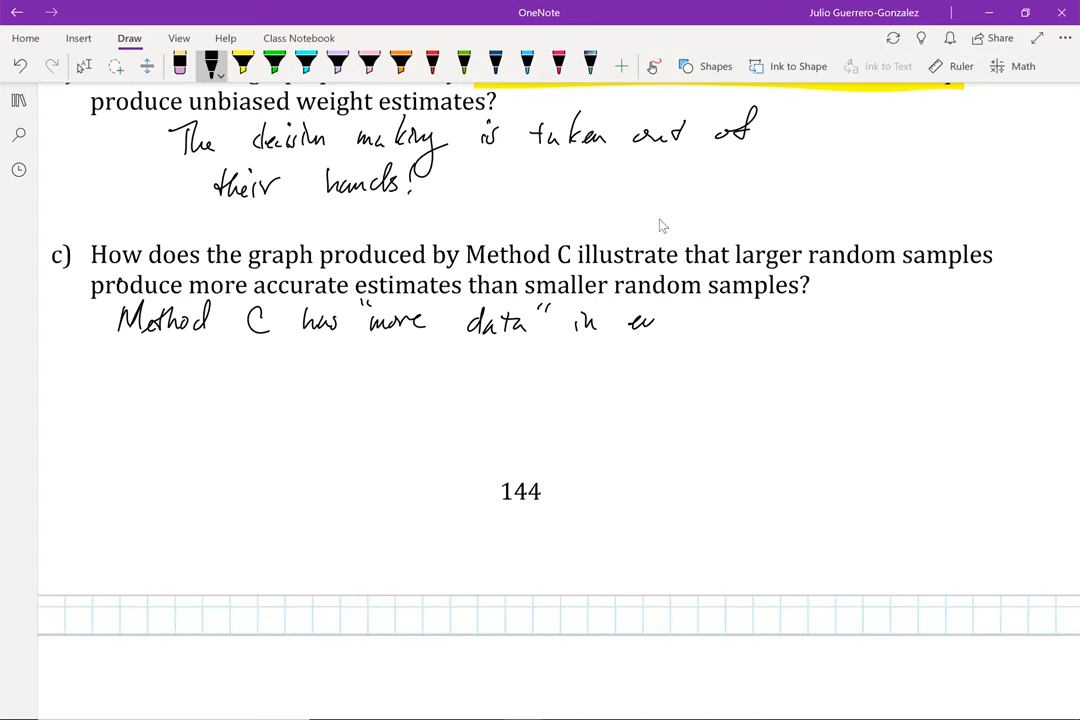 OneNote
Julio Guerrero-Gonzalez
Home Insert Draw View Help Class Notebook Share
Shapes Ink to Shape Ink to Text Ruler Math
produce unbiased weight estimates?
The decision making is taken out of
their hands!
c) How does the graph produced by Method C illustrate that larger random samples
produce more accurate estimates than smaller random samples?
Method C has "more data" in
144